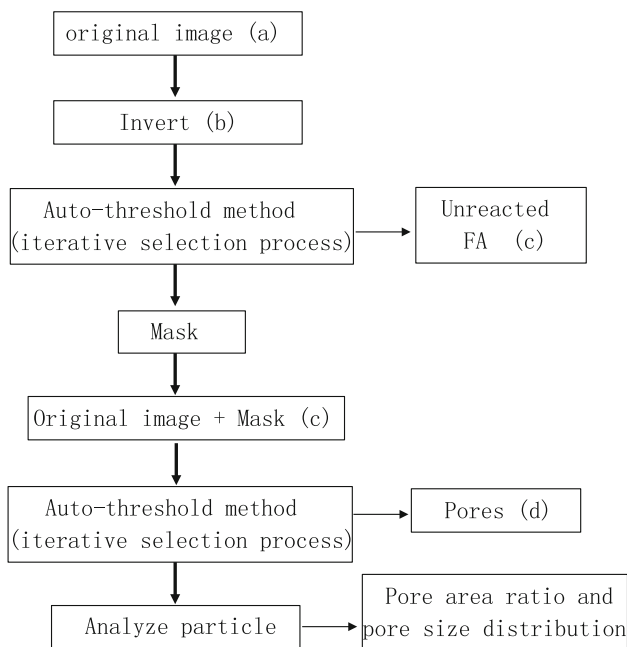 original image (a)
Invert (b)
Auto-threshold method
(iterative selection process)
Unreacted
FA (c)
Mask
Original image + Mask (c)
Auto-threshold method
(iterative selection process)
Pores (d)
Analyze particle
Pore area ratio and
pore size distribution